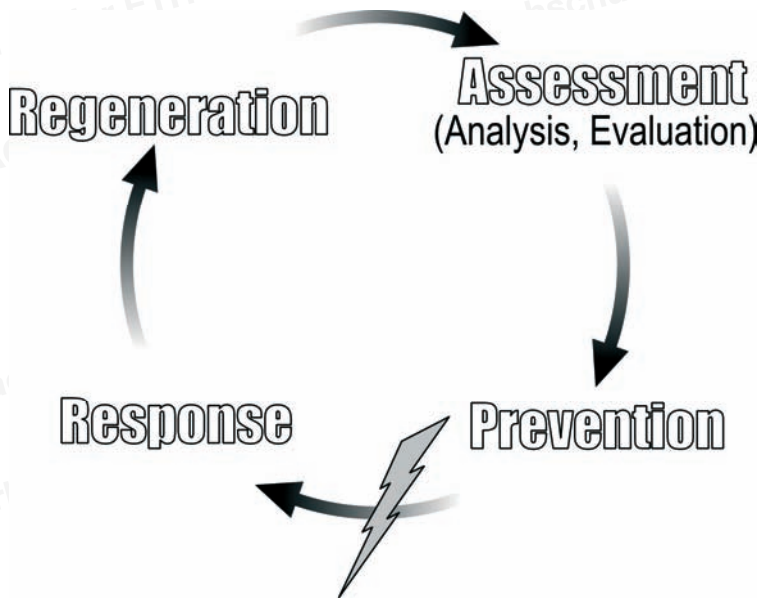 Regeneration
Assessment
(Analysis, Evaluation)
Response
Prevention